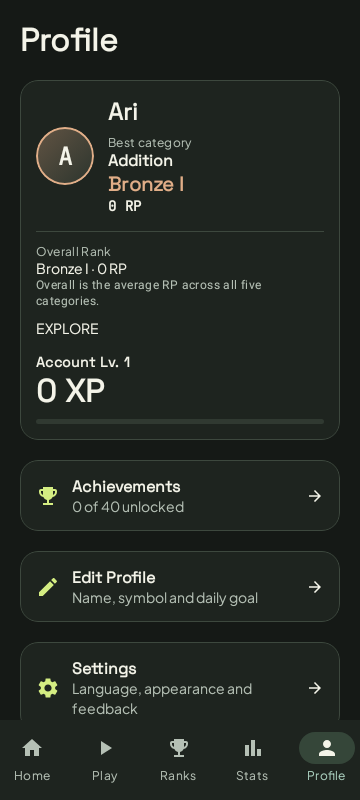 Profile
Ari
Best category
A
Addition
Bronze I
0 RP
Overall Rank
Bronze I · 0 RP
Overall is the average RP across all five
categories.
EXPLORE
Account Lv. 1
0 XP
Achievements
0 of 40 unlocked
Edit Profile
Name, symbol and daily goal
Settings
Language, appearance and
feedback
Home
Play
Ranks
Stats
Profile